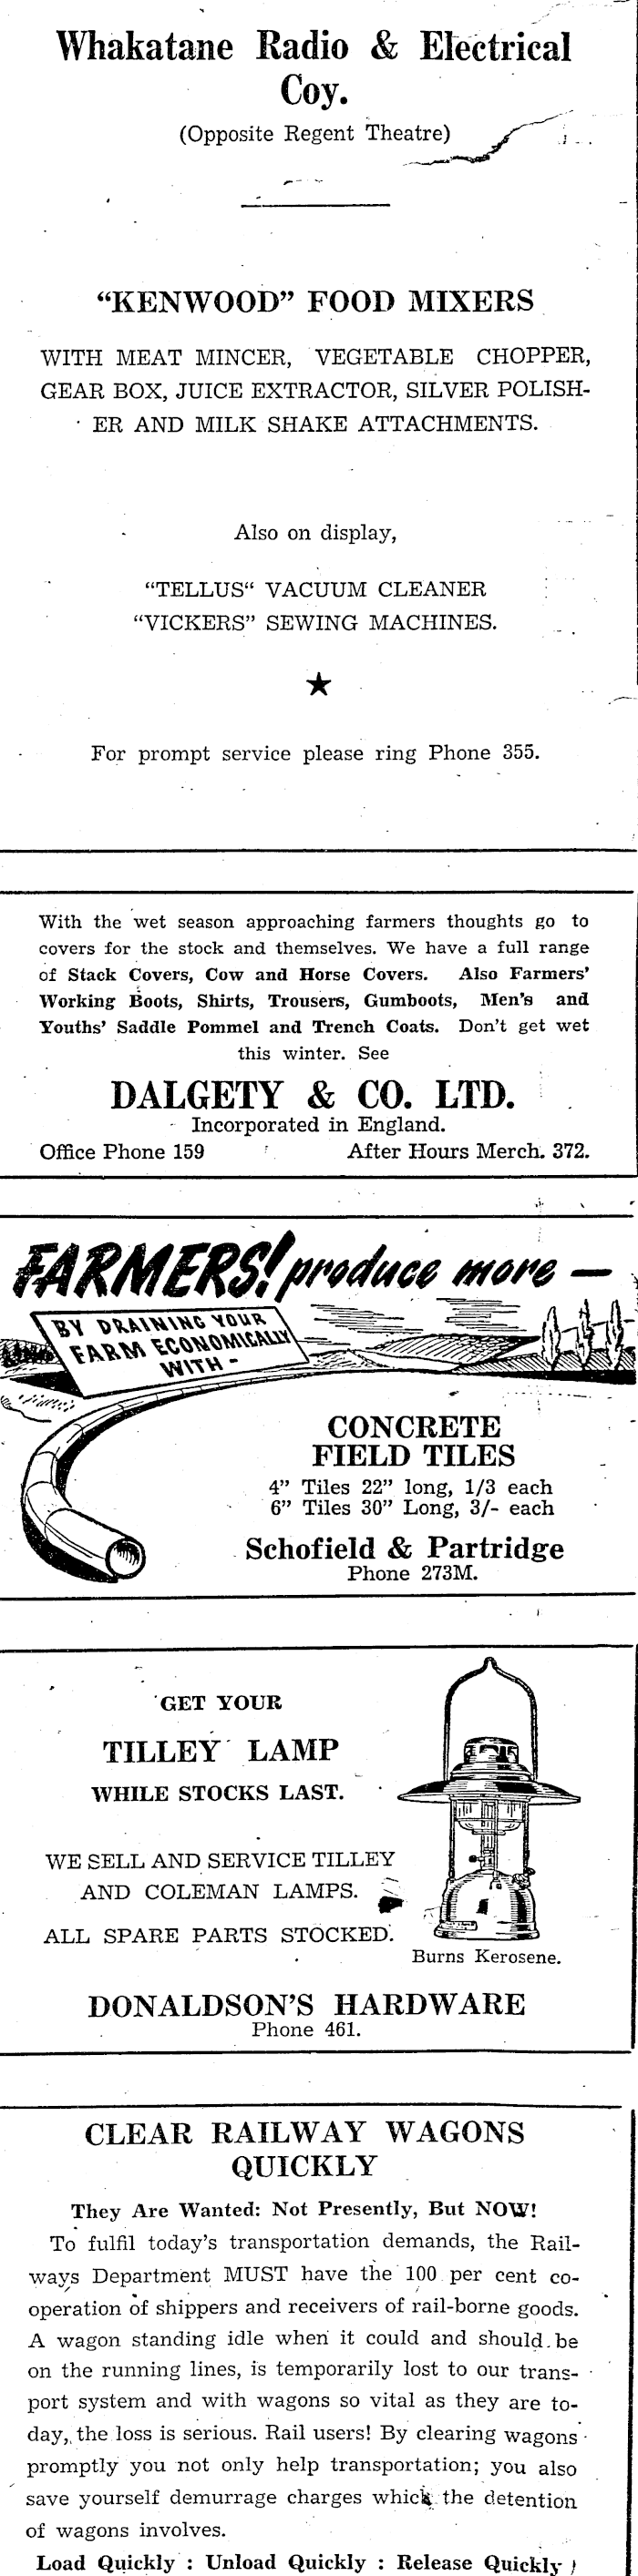 Whakatane Radio & Electrical
Coy.
(Opposite Regent Theatre)
“KENWOOD” FOOD MIXERS
WITH MEAT MINCER, VEGETABLE CHOPPER,
GEAR BOX, JUICE EXTRACTOR, SILVER POLISH-
ER AND MILK SHAKE ATTACHMENTS.
Also on display,
“TELLUS“ VACUUM CLEANER
“VICKERS” SEWING MACHINES.
For prompt service please ring Phone 355.
With the wet season approaching farmers thoughts go to
covers for the stock and themselves. We have a full range
of Stack Covers, Cow and Horse Covers. Also Farmers’
Working Boots, Shirts, Trousers, Gumboots, Men’s and
Youths’ Saddle Pommel and Trench Coats. Don’t get wet
this winter. See
DALGETY & CO. LTD.
Incorporated in England.
Office Phone 159 After Hours Merch. 372.
FARMERS! produce more —
BY DRAINING YOUR
FARM ECONOMICALLY
WITH -
CONCRETE
FIELD TILES
4” Tiles 22” long, 1/3 each
6” Tiles 30” Long, 3/- each
Schofield & Partridge
Phone 273M.
GET YOUR
TILLEY LAMP
WHILE STOCKS LAST.
WE SELL AND SERVICE TILLEY
AND COLEMAN LAMPS.
ALL SPARE PARTS STOCKED.
Burns Kerosene.
DONALDSON’S HARDWARE
Phone 461.
CLEAR RAILWAY WAGONS
QUICKLY
They Are Wanted: Not Presently, But NOW!
To fulfil today’s transportation demands, the Rail-
ways Department MUST have the 100 per cent co-
operation of shippers and receivers of rail-borne goods.
A wagon standing idle when it could and should be
on the running lines, is temporarily lost to our trans-
port system and with wagons so vital as they are to-
day, the loss is serious. Rail users! By clearing wagons
promptly you not only help transportation; you also
save yourself demurrage charges which the detention
of wagons involves.
Load Quickly : Unload Quickly : Release Quickly !